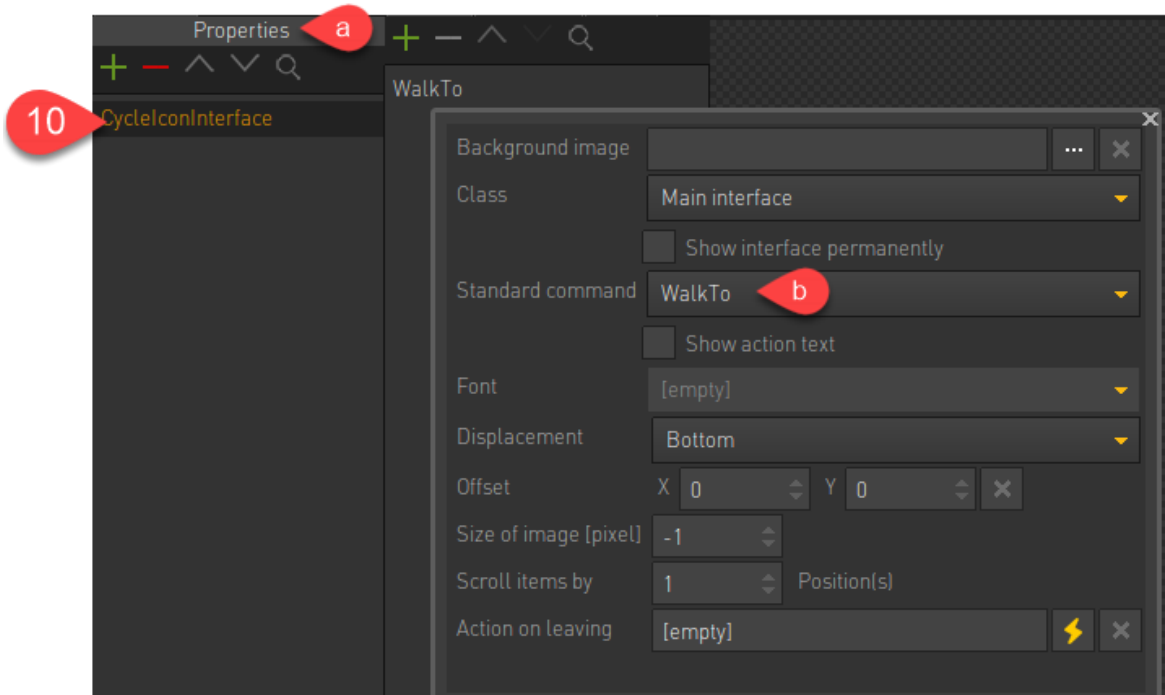 Properties a
10 CycleIconInterface
WalkTo
Background image ...
Class Main interface
Show interface permanently
Standard command WalkTo b
Show action text
Font [empty]
Displacement Bottom
Offset X 0 Y 0
Size of image [pixel] -1
Scroll items by 1 Position(s)
Action on leaving [empty]